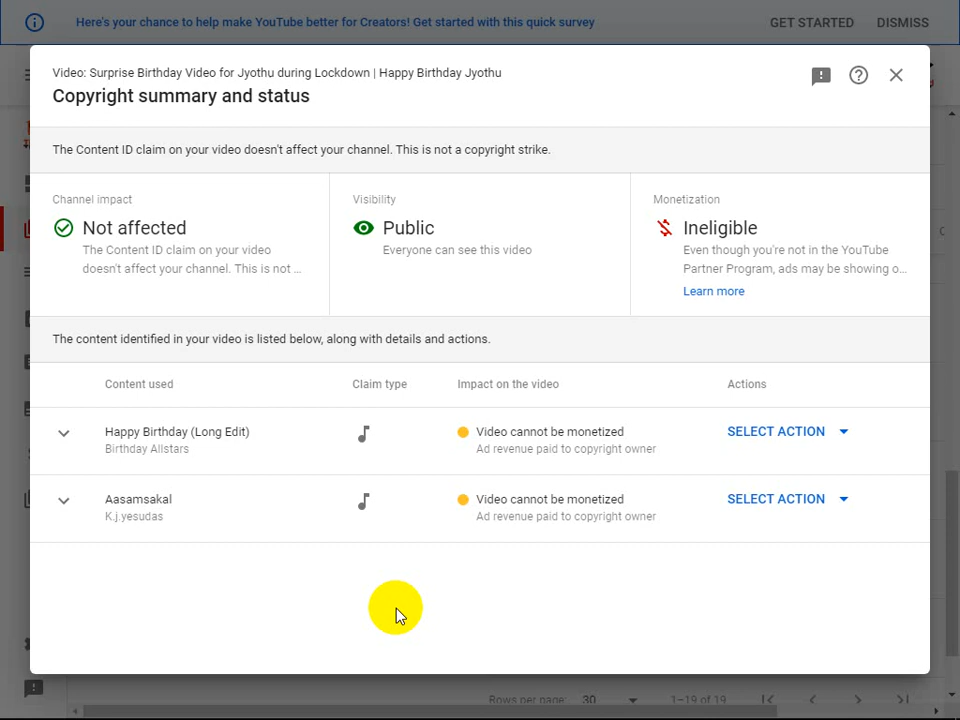 Here's your chance to help make YouTube better for Creators! Get started with this quick survey
GET STARTED
DISMISS
Video: Surprise Birthday Video for Jyothu during Lockdown | Happy Birthday Jyothu
Copyright summary and status
The Content ID claim on your video doesn't affect your channel. This is not a copyright strike.
Channel impact
Not affected
The Content ID claim on your video
doesn't affect your channel. This is not ...
Visibility
Public
Everyone can see this video
Monetization
Ineligible
Even though you're not in the YouTube
Partner Program, ads may be showing o...
Learn more
The content identified in your video is listed below, along with details and actions.
Content used
Claim type
Impact on the video
Actions
Happy Birthday (Long Edit)
Birthday Allstars
Video cannot be monetized
Ad revenue paid to copyright owner
SELECT ACTION
Aasamsakal
K.j.yesudas
Video cannot be monetized
Ad revenue paid to copyright owner
SELECT ACTION
Rows per page: 30
1–19 of 19